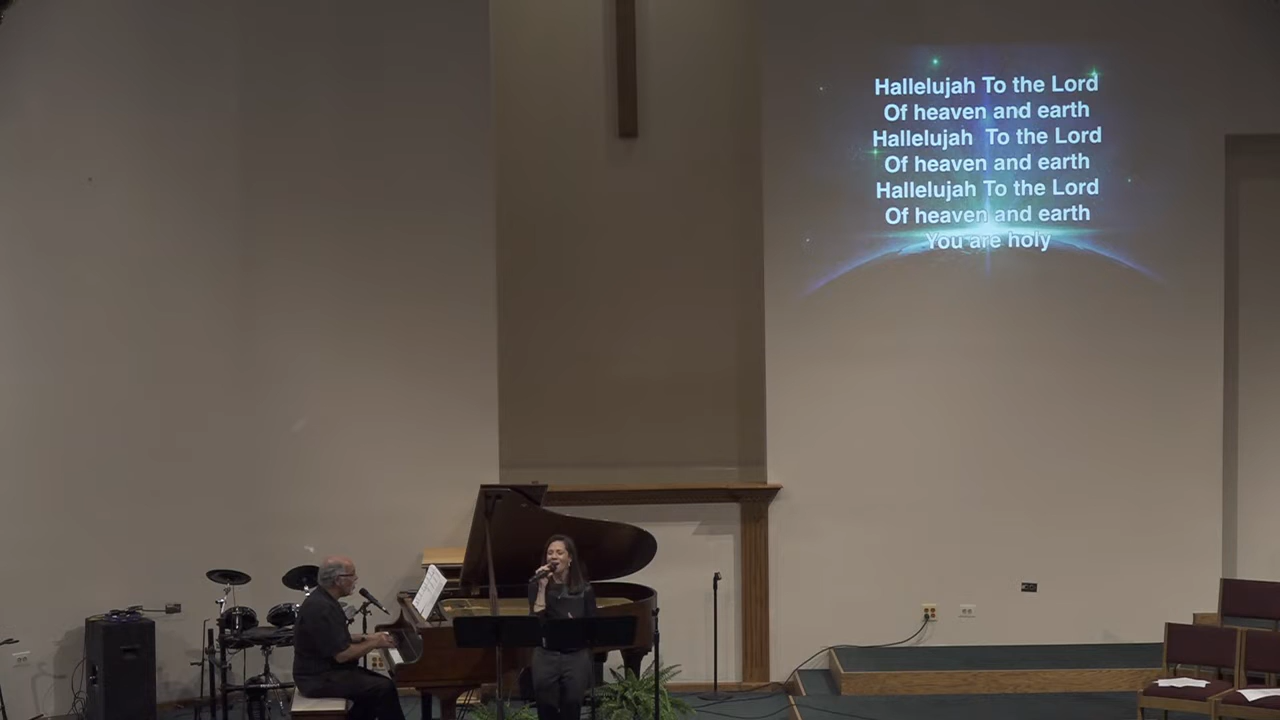 Hallelujah To the Lord
Of heaven and earth
Hallelujah To the Lord
Of heaven and earth
Hallelujah To the Lord
Of heaven and earth
You are holy